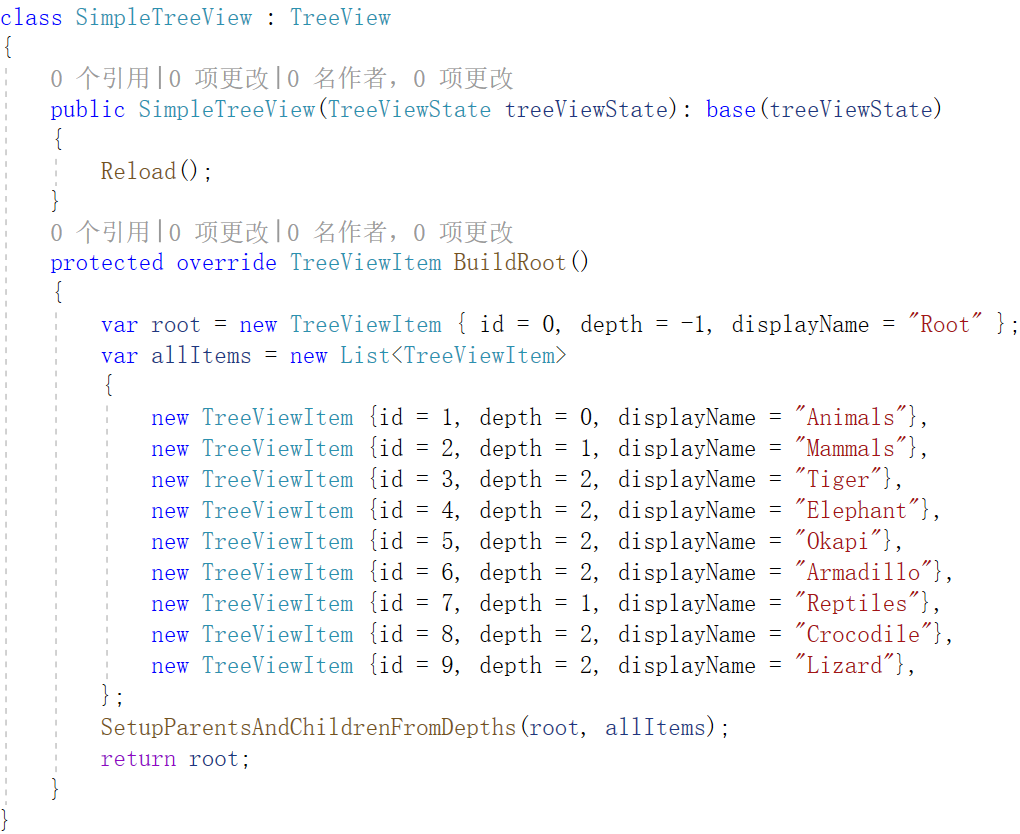 class SimpleTreeView : TreeView
{
0 个引用|0 项更改|0 名作者，0 项更改
public SimpleTreeView(TreeViewState treeViewState): base(treeViewState)
{
Reload();
}
0 个引用|0 项更改|0 名作者，0 项更改
protected override TreeViewItem BuildRoot()
{
var root = new TreeViewItem { id = 0, depth = -1, displayName = "Root" };
var allItems = new List<TreeViewItem>
{
new TreeViewItem {id = 1, depth = 0, displayName = "Animals"},
new TreeViewItem {id = 2, depth = 1, displayName = "Mammals"},
new TreeViewItem {id = 3, depth = 2, displayName = "Tiger"},
new TreeViewItem {id = 4, depth = 2, displayName = "Elephant"},
new TreeViewItem {id = 5, depth = 2, displayName = "Okapi"},
new TreeViewItem {id = 6, depth = 2, displayName = "Armadillo"},
new TreeViewItem {id = 7, depth = 1, displayName = "Reptiles"},
new TreeViewItem {id = 8, depth = 2, displayName = "Crocodile"},
new TreeViewItem {id = 9, depth = 2, displayName = "Lizard"},
};
SetupParentsAndChildrenFromDepths(root, allItems);
return root;
}
}